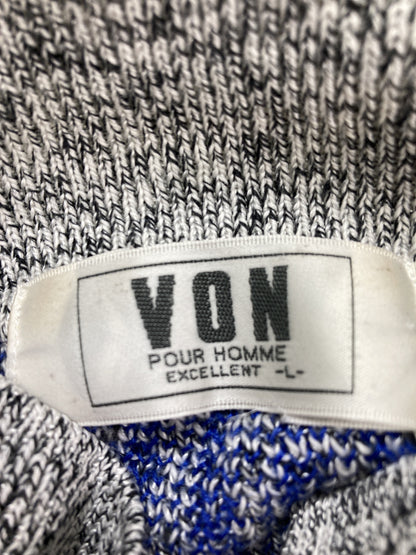 VON
POUR HOMME
EXCELLENT -L-